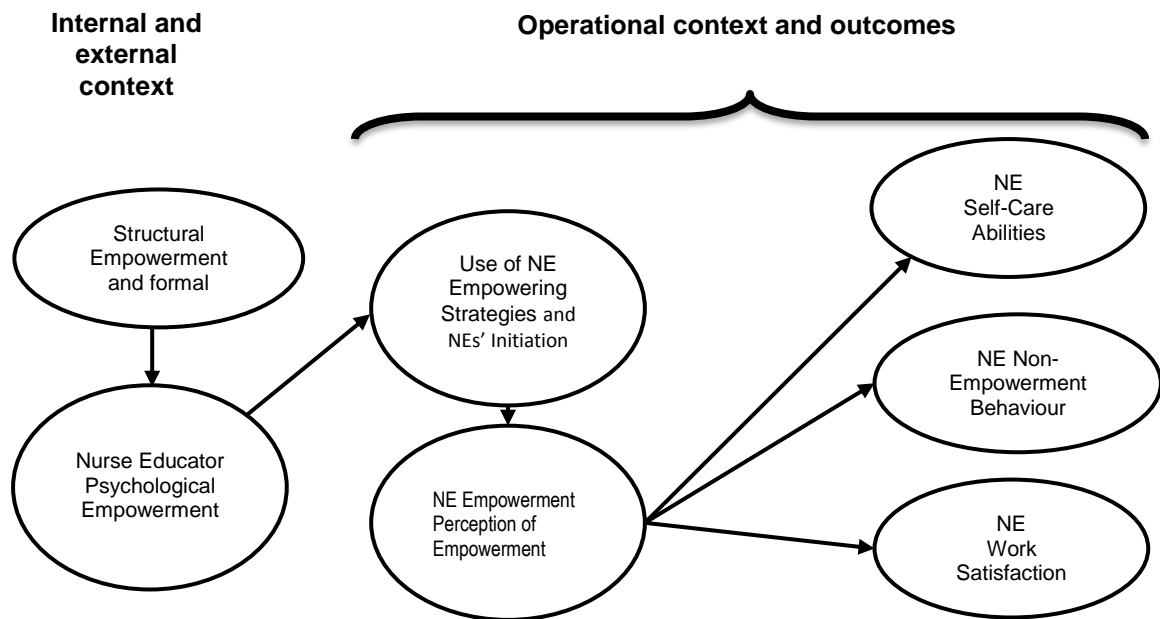 Internal and
external
context
Operational context and outcomes
Structural
Empowerment
and formal
Nurse Educator
Psychological
Empowerment
Use of NE
Empowering
Strategies and
NEs' Initiation
NE Empowerment
Perception of
Empowerment
NE
Self-Care
Abilities
NE Non-
Empowerment
Behaviour
NE
Work
Satisfaction